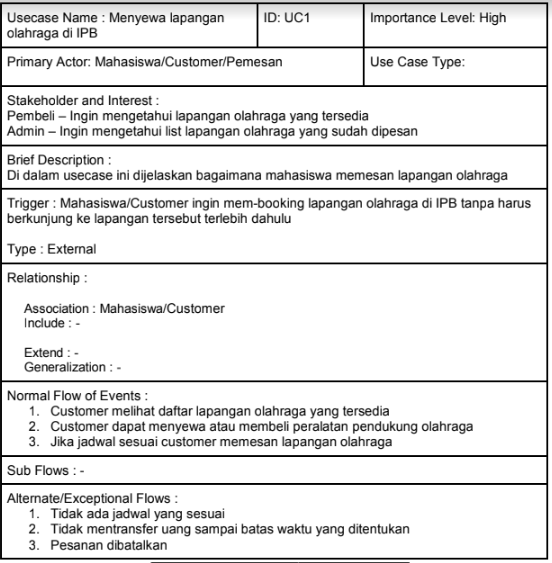 Usecase Name : Menyewa lapangan
olahraga di IPB
ID: UC1
Importance Level: High
Primary Actor: Mahasiswa/Customer/Pemesan
Use Case Type:
Stakeholder and Interest :
Pembeli – Ingin mengetahui lapangan olahraga yang tersedia
Admin – Ingin mengetahui list lapangan olahraga yang sudah dipesan
Brief Description :
Di dalam usecase ini dijelaskan bagaimana mahasiswa memesan lapangan olahraga
Trigger : Mahasiswa/Customer ingin mem-booking lapangan olahraga di IPB tanpa harus
berkunjung ke lapangan tersebut terlebih dahulu
Type : External
Relationship :
Association : Mahasiswa/Customer
Include : -
Extend : -
Generalization : -
Normal Flow of Events :
1. Customer melihat daftar lapangan olahraga yang tersedia
2. Customer dapat menyewa atau membeli peralatan pendukung olahraga
3. Jika jadwal sesuai customer memesan lapangan olahraga
Sub Flows : -
Alternate/Exceptional Flows :
1. Tidak ada jadwal yang sesuai
2. Tidak mentransfer uang sampai batas waktu yang ditentukan
3. Pesanan dibatalkan